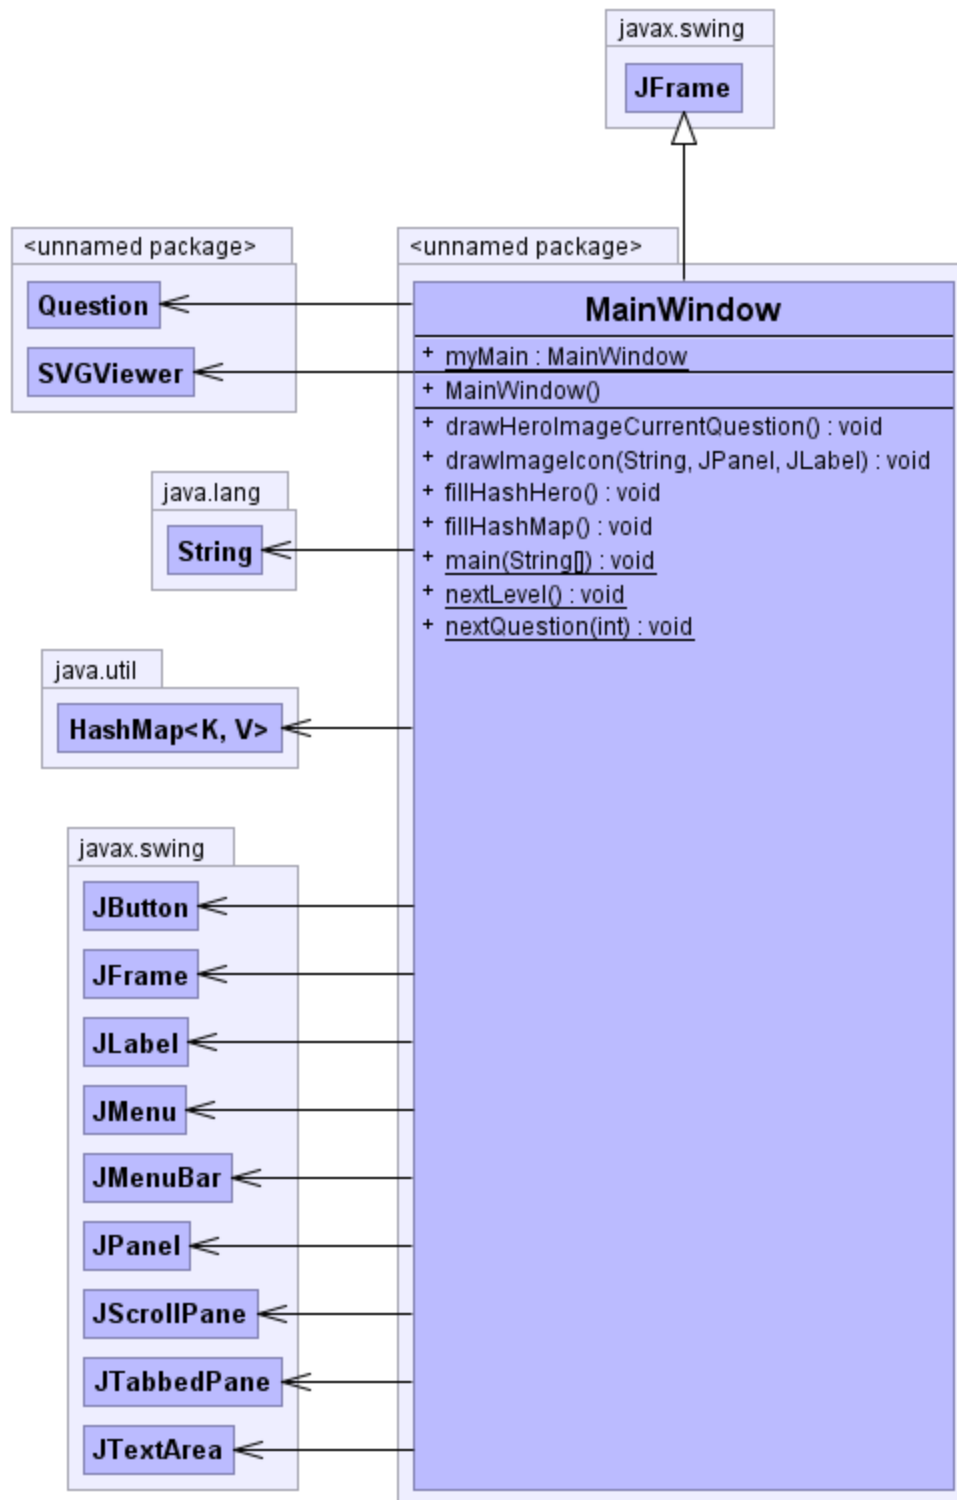 javax.swing
JFrame
<unnamed package>
Question
SVGViewer
<unnamed package>
MainWindow
+ myMain : MainWindow
+ MainWindow()
+ drawHeroImageCurrentQuestion() : void
+ drawImageIcon(String, JPanel, JLabel) : void
+ fillHashHero() : void
+ fillHashMap() : void
+ main(String[]) : void
+ nextLevel() : void
+ nextQuestion(int) : void
java.lang
String
java.util
HashMap<K, V>
javax.swing
JButton
JFrame
JLabel
JMenu
JMenuBar
JPanel
JScrollPane
JTabbedPane
JTextArea